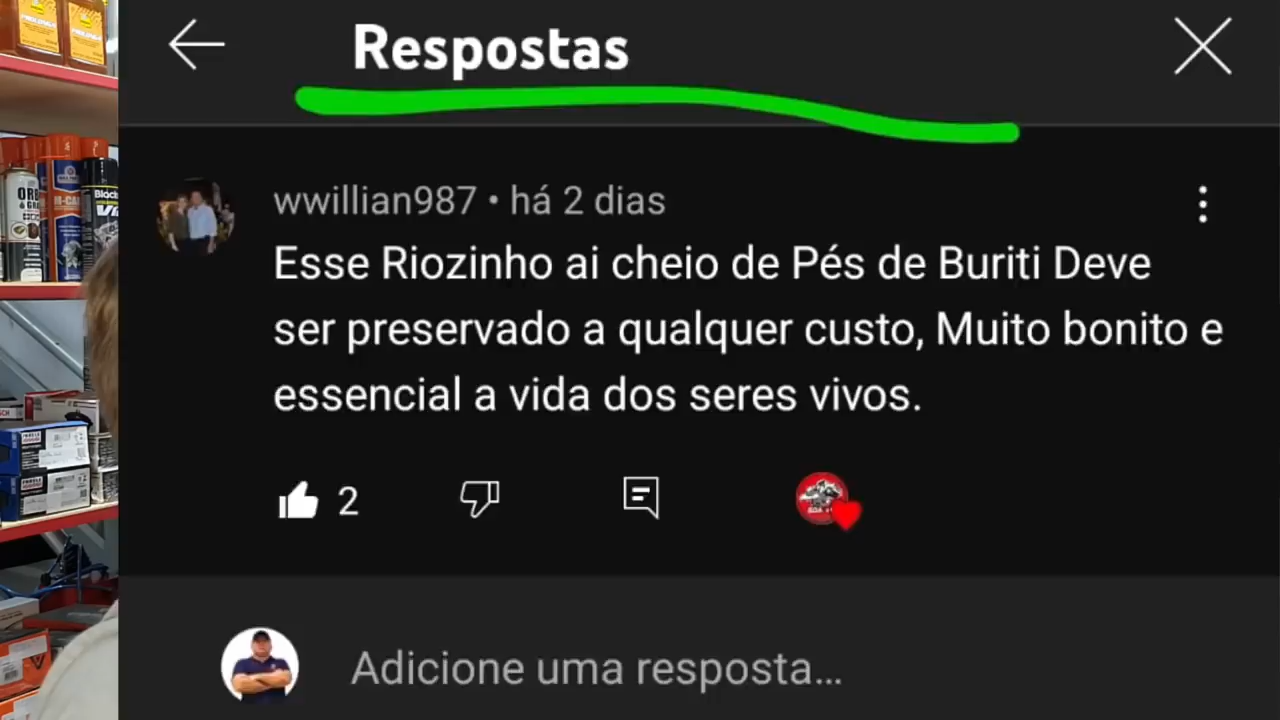 Respostas
wwillian987 • há 2 dias
Esse Riozinho ai cheio de Pés de Buriti Deve
ser preservado a qualquer custo, Muito bonito e
essencial a vida dos seres vivos.
2
Adicione uma resposta...